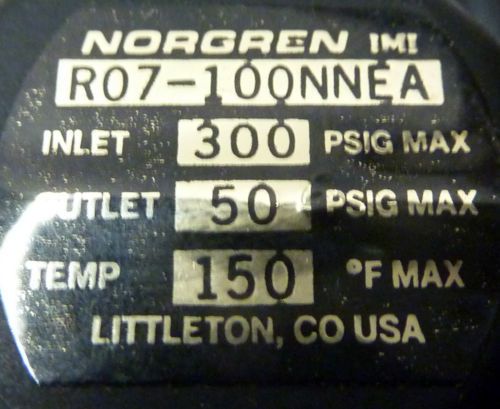 NORGREN IMI
R07-100NNEA
INLET 300 PSIG MAX
OUTLET 50 PSIG MAX
TEMP 150 °F MAX
LITTLETON, CO USA